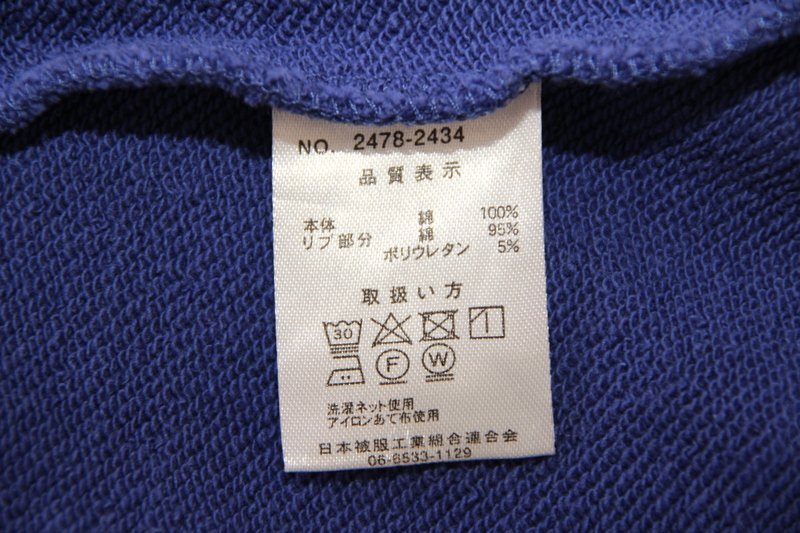 NO. 2478-2434
品質表示
本体 綿 100%
リブ部分 綿 95%
ポリウレタン 5%
取扱い方
30
F W
洗濯ネット使用
アイロンあて布使用
日本被服工業組合連合会
06-6533-1129